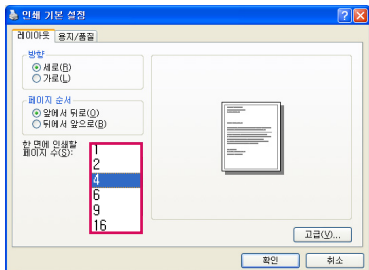 인쇄 기본 설정
레이아웃 용지/품질
방향
세로(R)
가로(L)
페이지 순서
앞에서 뒤로(O)
뒤에서 앞으로(B)
한 면에 인쇄할
페이지 수(S):
1
2
4
6
9
16
고급(V)...
확인 취소